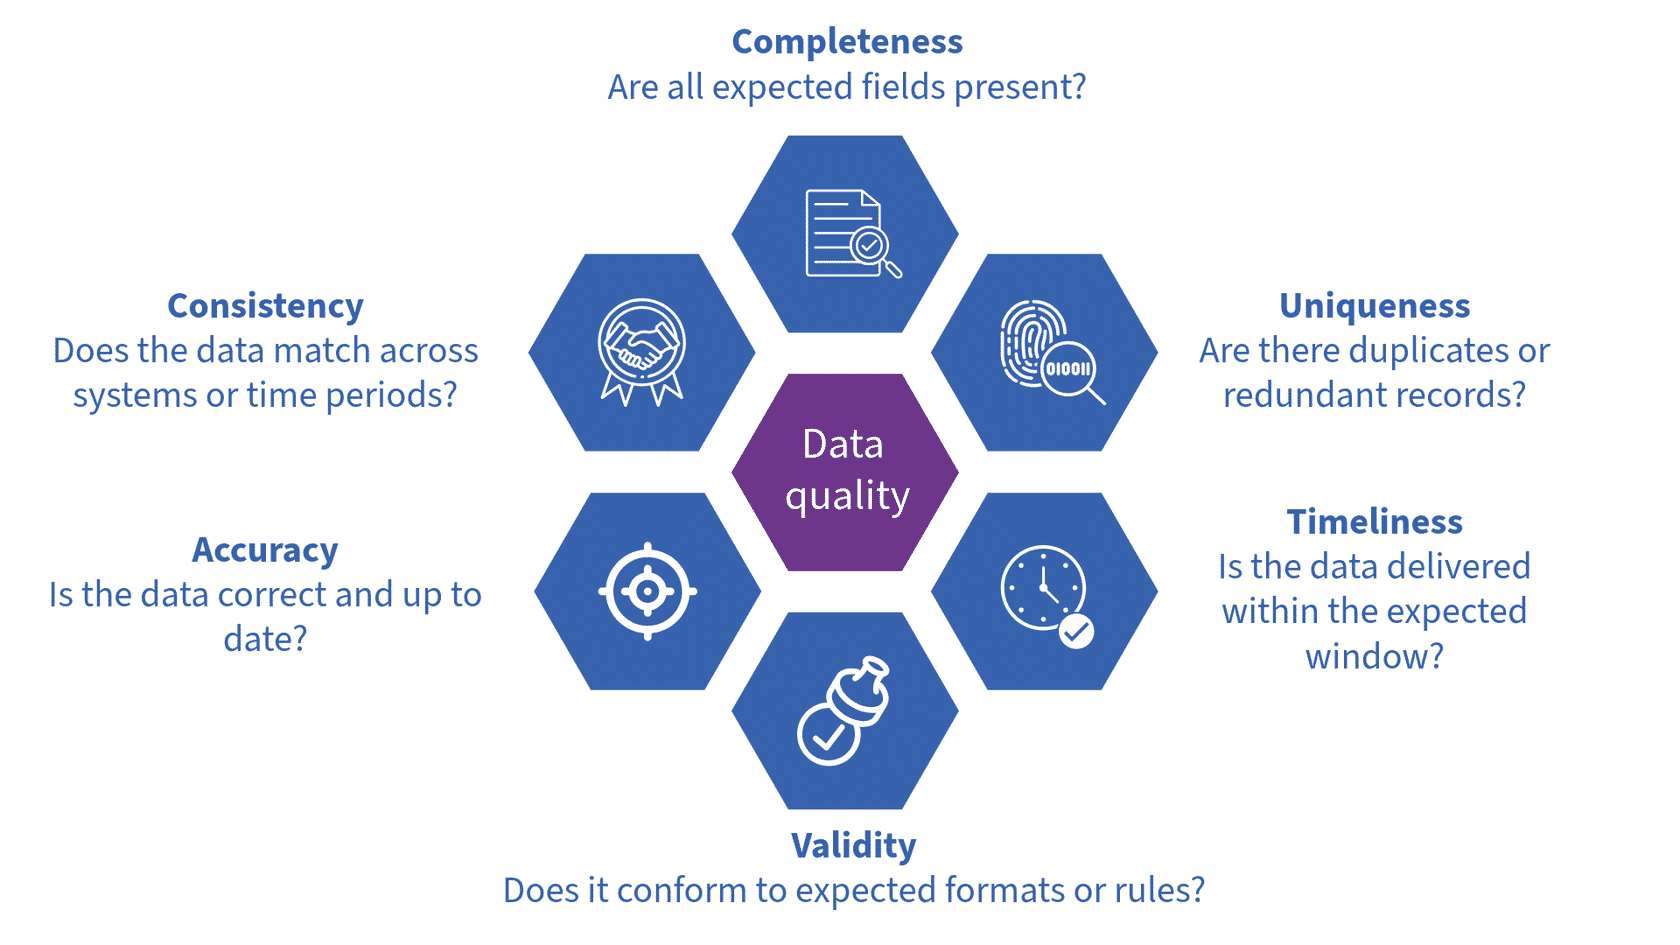 Completeness
Are all expected fields present?
Consistency
Does the data match across
systems or time periods?
Uniqueness
Are there duplicates or
redundant records?
010011
Data
quality
Accuracy
Is the data correct and up to
date?
Timeliness
Is the data delivered
within the expected
window?
Validity
Does it conform to expected formats or rules?